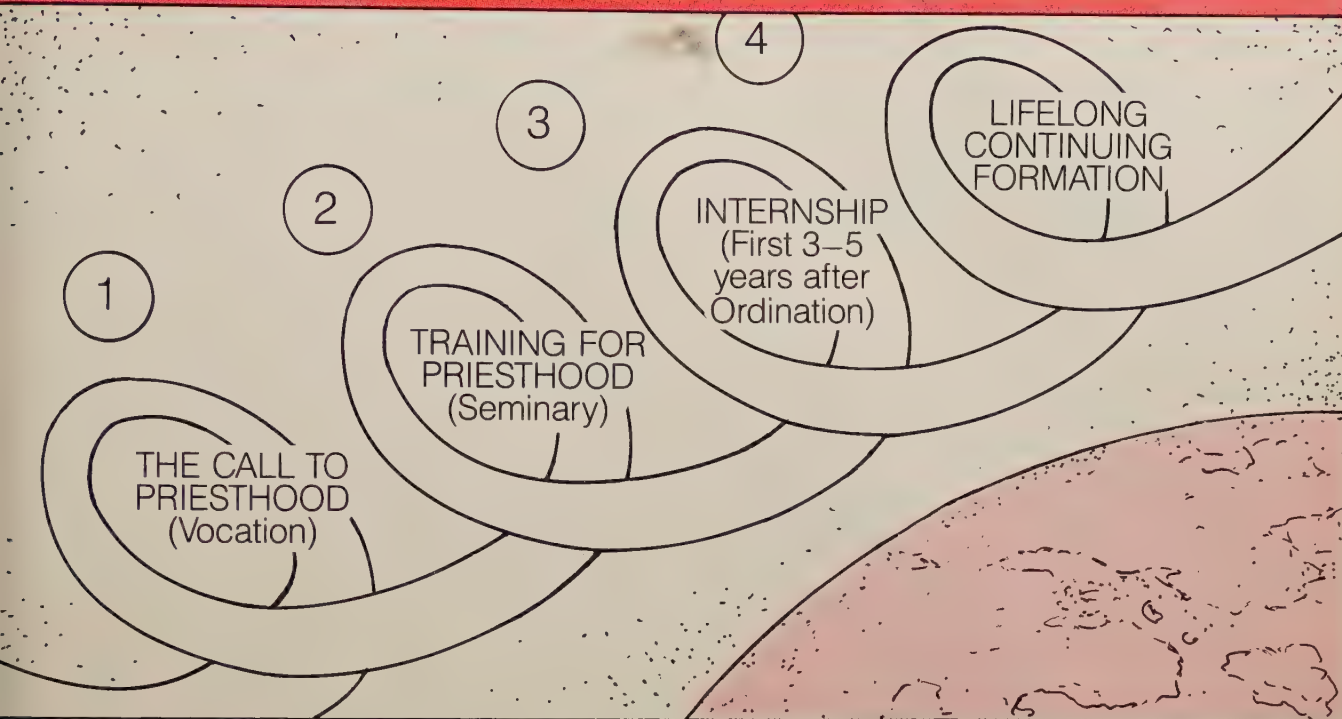 1
THE CALL TO
PRIESTHOOD
(Vocation)
2
TRAINING FOR
PRIESTHOOD
(Seminary)
3
INTERNSHIP
(First 3–5
years after
Ordination)
4
LIFELONG
CONTINUING
FORMATION